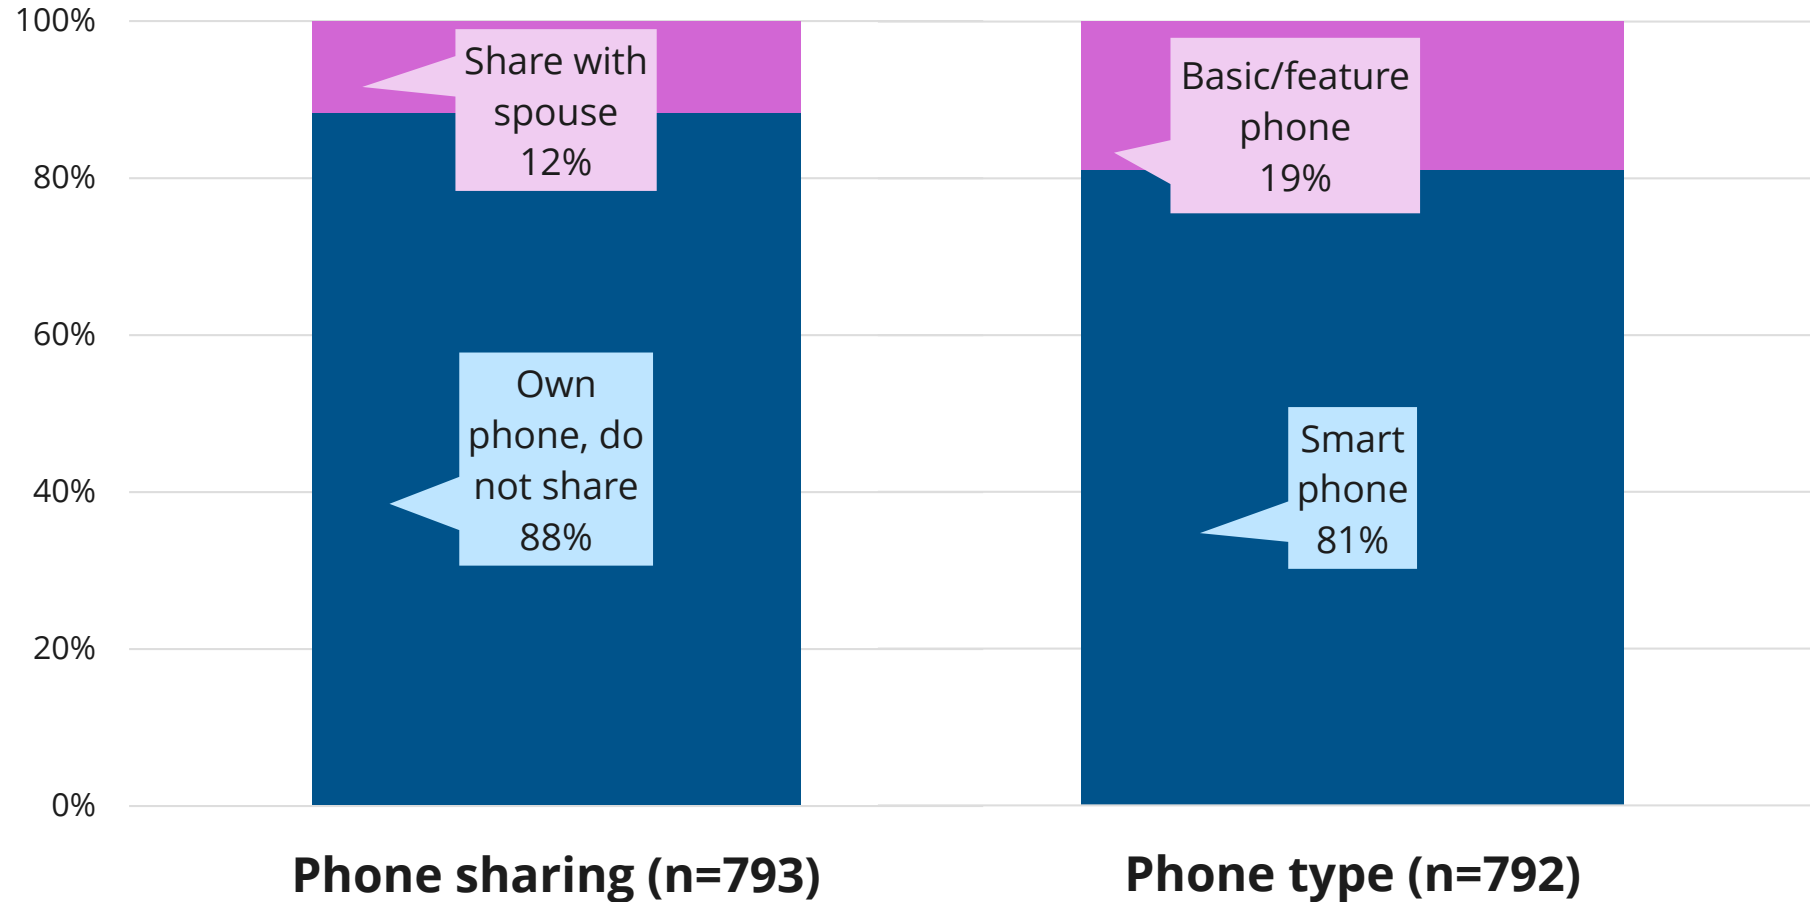 100%
80%
60%
40%
20%
0%
Share with
spouse
12%
Own
phone, do
not share
88%
Basic/feature
phone
19%
Smart
phone
81%
Phone sharing (n=793)
Phone type (n=792)